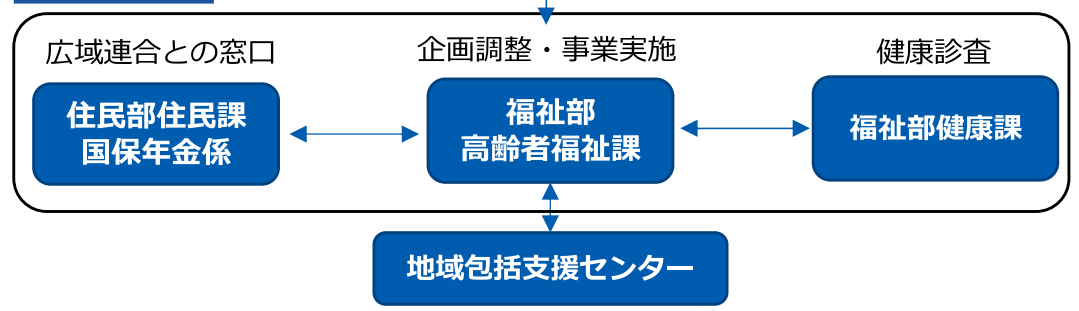 広域連合との窓口
企画調整・事業実施
健康診査
住民部住民課
国保年金係
福祉部
高齢者福祉課
福祉部健康課
地域包括支援センター